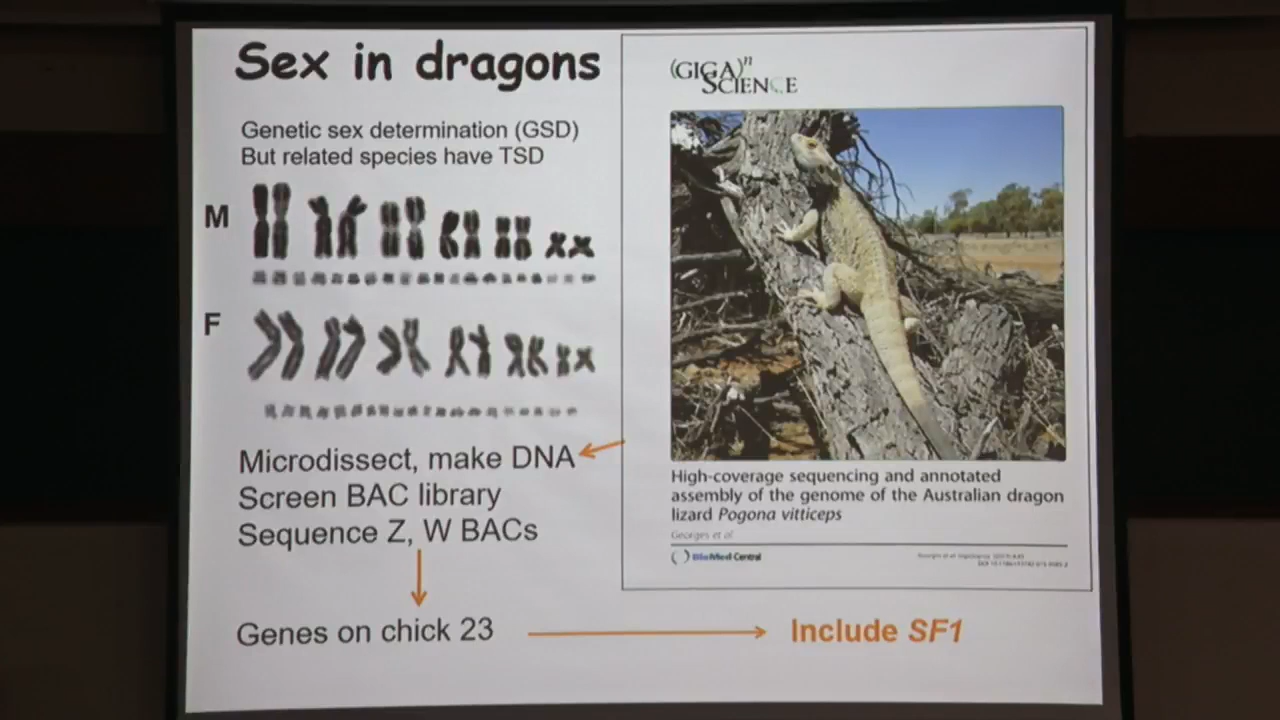 Sex in dragons
Genetic sex determination (GSD)
But related species have TSD
M
F
Microdissect, make DNA
Screen BAC library
Sequence Z, W BACs
Genes on chick 23
Include SF1
(GIGA)n
SCIENCE
High-coverage sequencing and annotated
assembly of the genome of the Australian dragon
lizard Pogona vitticeps
Georges et al
BioMed Central